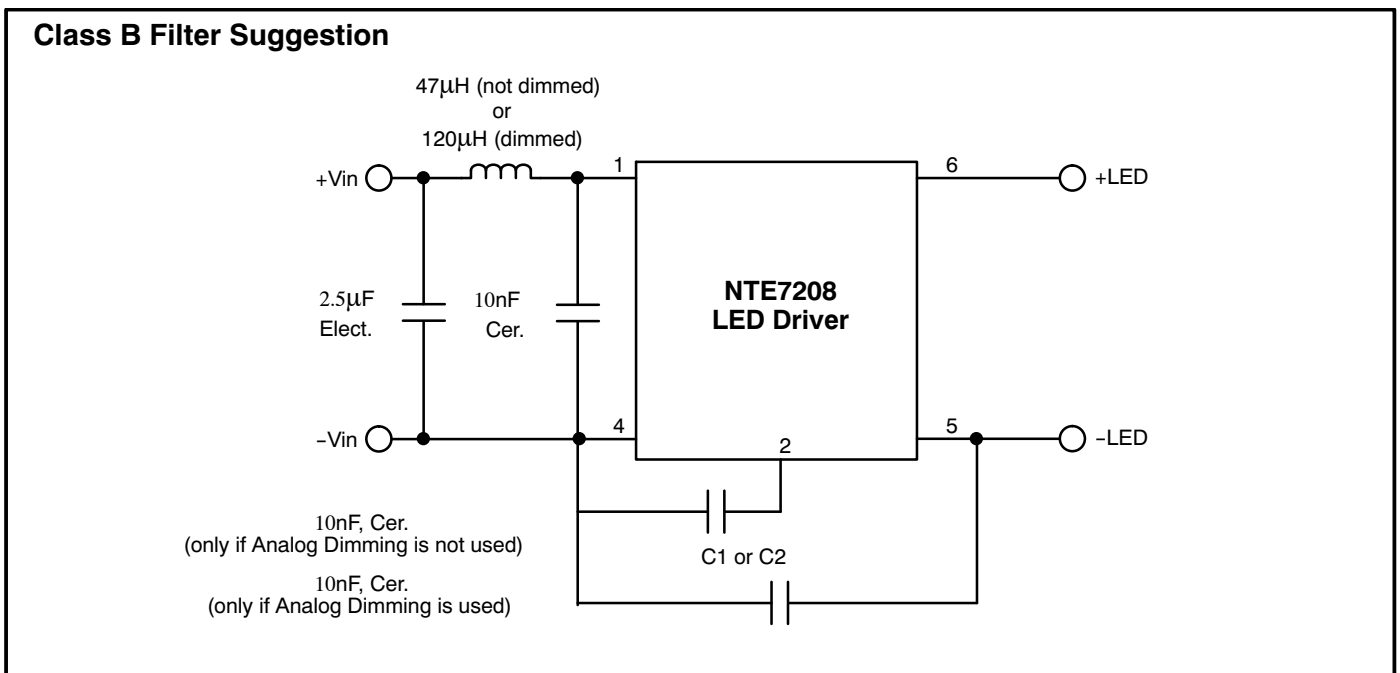 Class B Filter Suggestion
47μH (not dimmed)
or
120μH (dimmed)
+Vin
1
6
+LED
2.5μF
Elect.
10nF
Cer.
NTE7208
LED Driver
-Vin
4
2
5
-LED
10nF, Cer.
(only if Analog Dimming is not used)
C1 or C2
10nF, Cer.
(only if Analog Dimming is used)